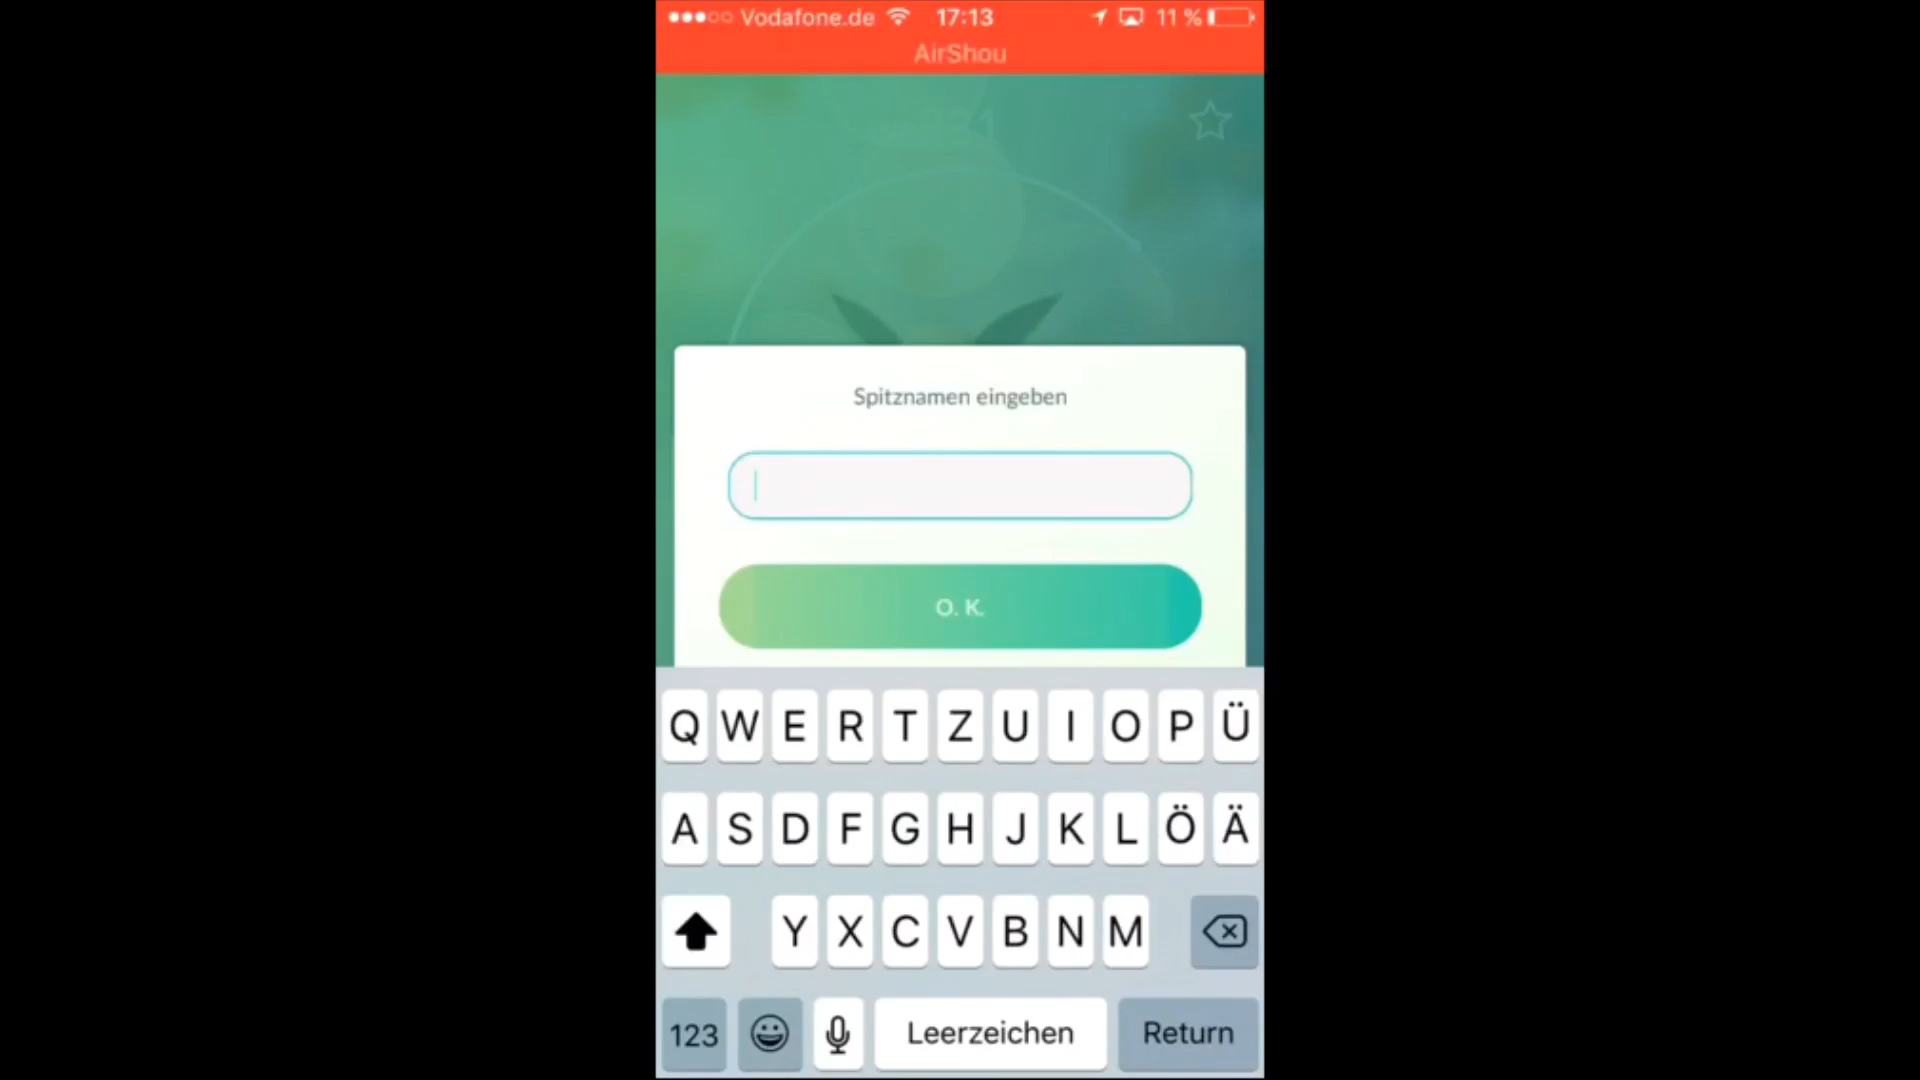 Vodafone.de 17:13 11 %
AirShou
Spitznamen eingeben
O. K.
Q W E R T Z U I O P Ü
A S D F G H J K L Ö Ä
Y X C V B N M
123 Leerzeichen Return